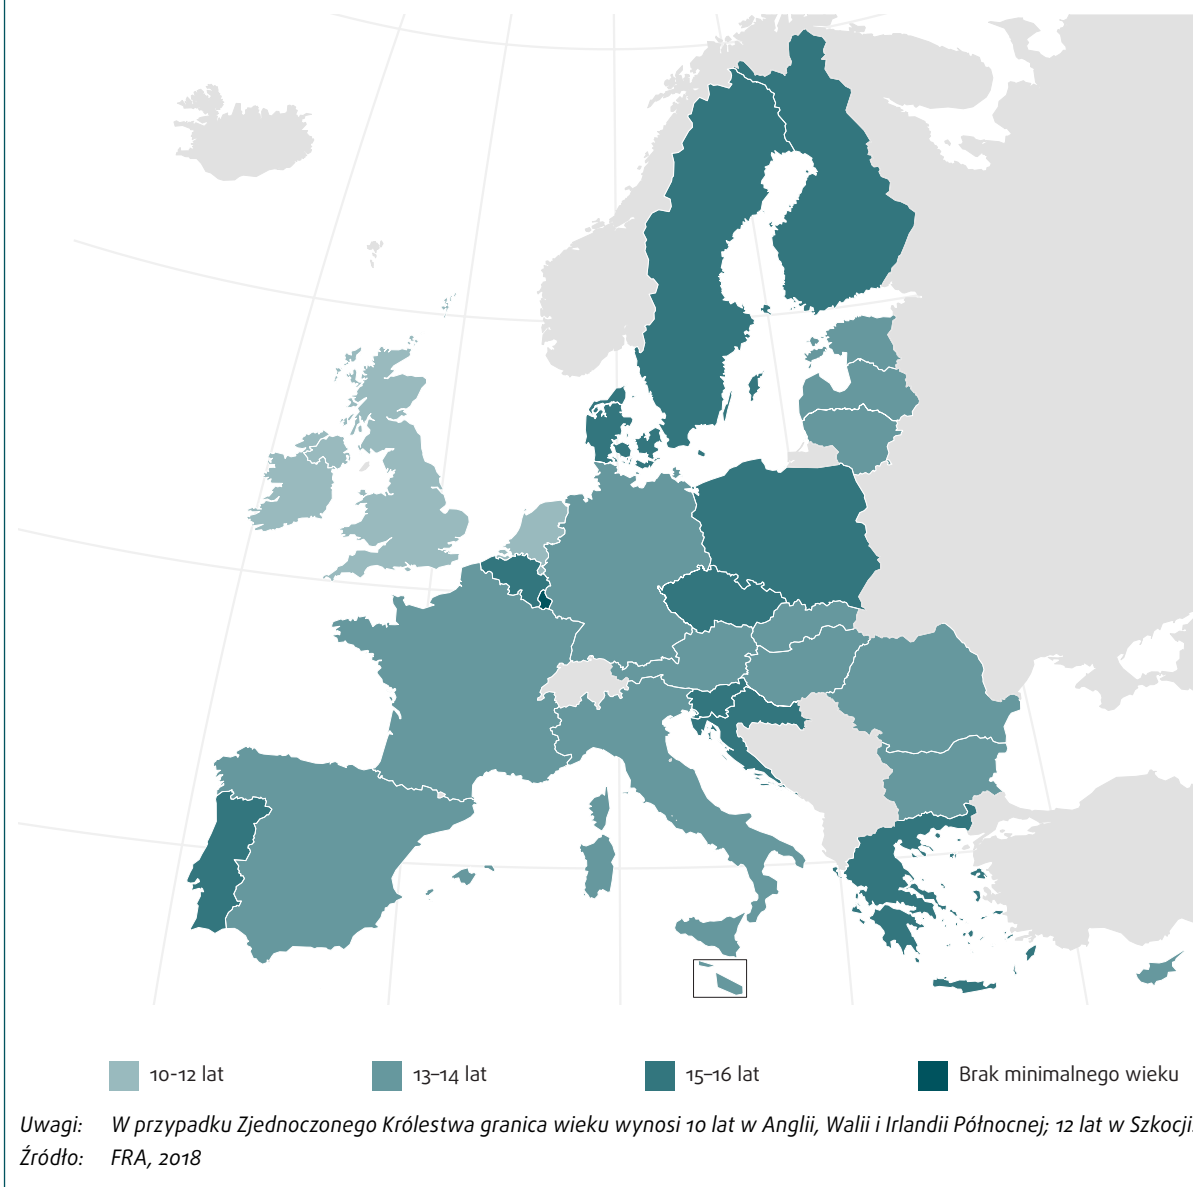 10-12 lat
13–14 lat
15–16 lat
Brak minimalnego wieku
Uwagi: W przypadku Zjednoczonego Królestwa granica wieku wynosi 10 lat w Anglii, Walii i Irlandii Północnej; 12 lat w Szkocji.
Źródło: FRA, 2018